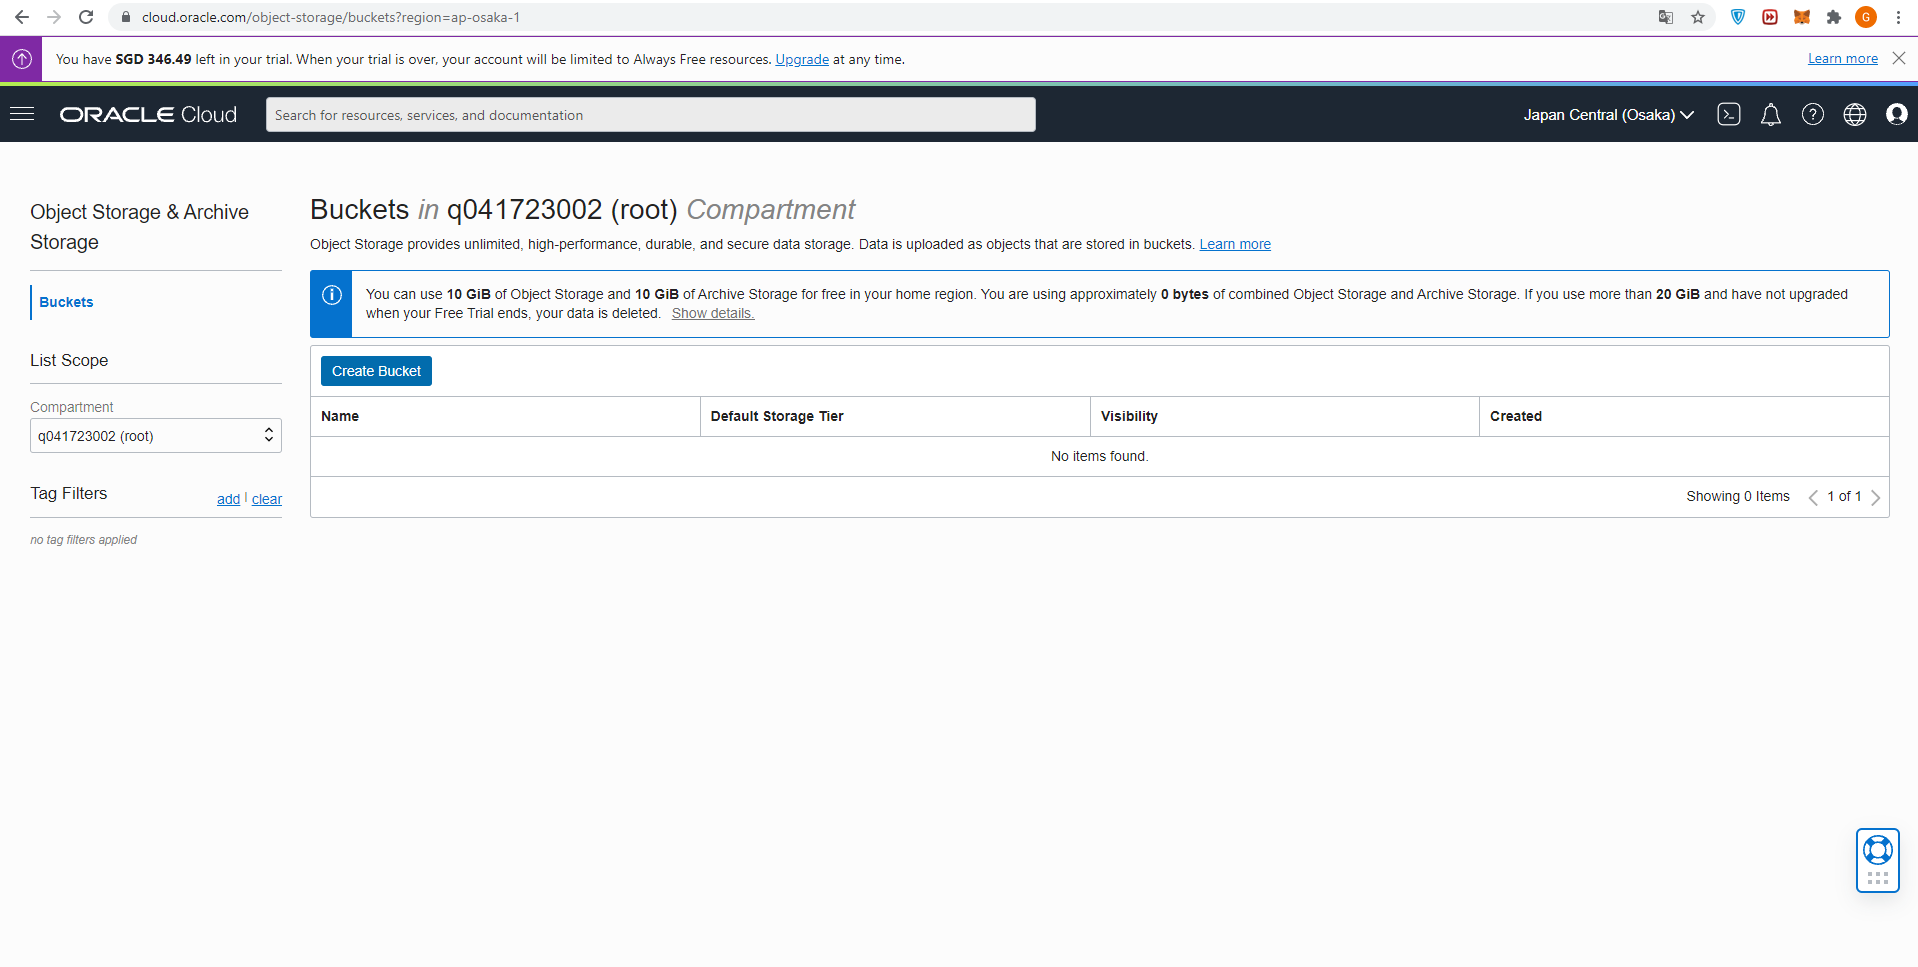 cloud.oracle.com/object-storage/buckets?region=ap-osaka-1
G
You have SGD 346.49 left in your trial. When your trial is over, your account will be limited to Always Free resources. Upgrade at any time.
Learn more
ORACLE Cloud
Search for resources, services, and documentation
Japan Central (Osaka)
Object Storage & Archive
Storage
Buckets
List Scope
Compartment
q041723002 (root)
Tag Filters
add | clear
no tag filters applied
Buckets in q041723002 (root) Compartment
Object Storage provides unlimited, high-performance, durable, and secure data storage. Data is uploaded as objects that are stored in buckets. Learn more
You can use 10 GiB of Object Storage and 10 GiB of Archive Storage for free in your home region. You are using approximately 0 bytes of combined Object Storage and Archive Storage. If you use more than 20 GiB and have not upgraded
when your Free Trial ends, your data is deleted. Show details.
Create Bucket
Name Default Storage Tier Visibility Created
No items found.
Showing 0 Items 1 of 1